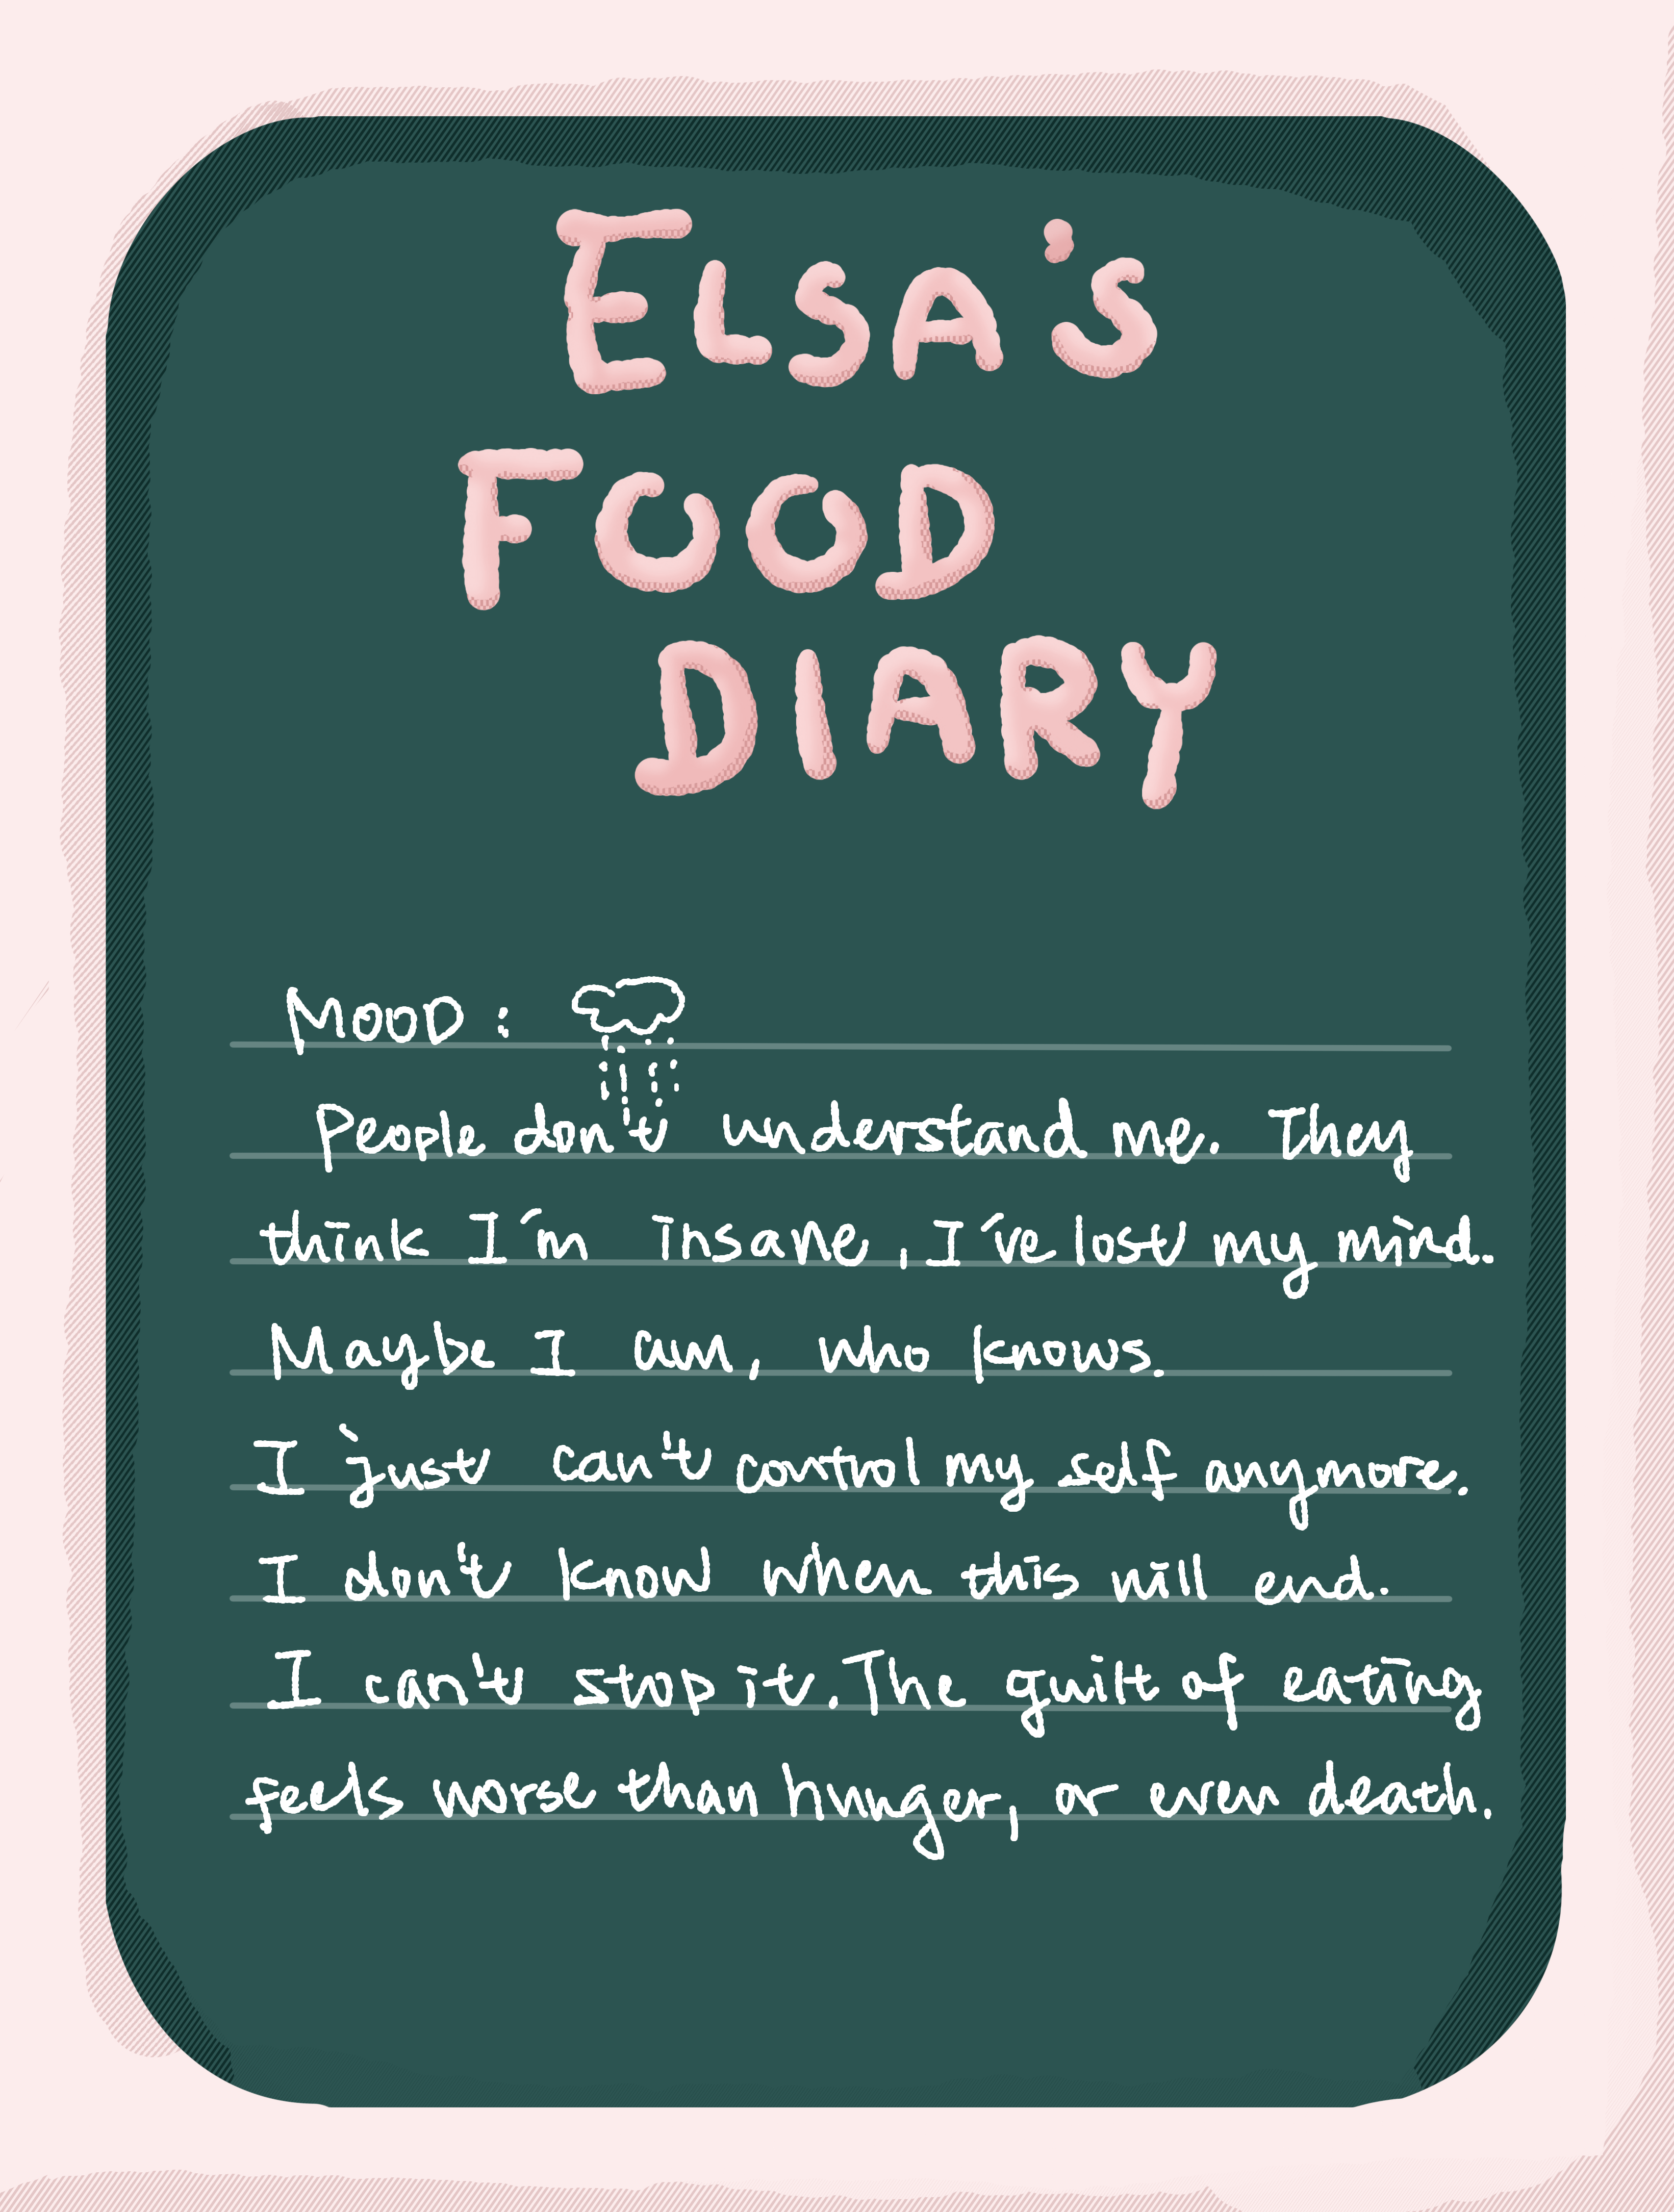 ELSA'S
FOOD
DIARY
MOOD :
People don't understand me. They
think I'm insane, I've lost my mind.
Maybe I am, who knows.
I just can't control my self anymore.
I don't know when this will end.
I can't stop it. The guilt of eating
feels worse than hunger, or even death.